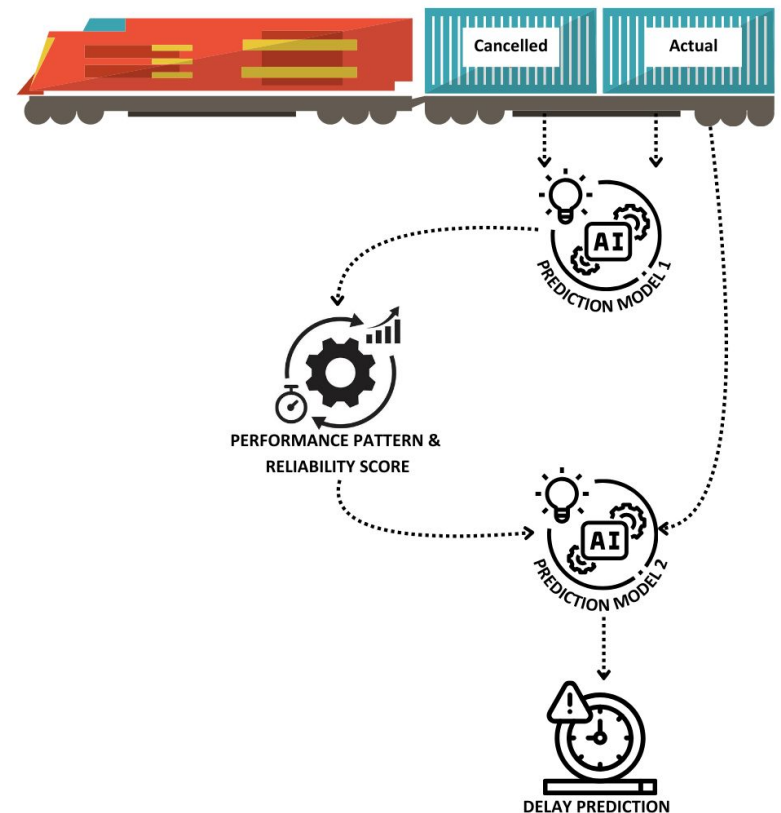 Cancelled
Actual
AI
PREDICTION MODEL 1
PERFORMANCE PATTERN &
RELIABILITY SCORE
AI
PREDICTION MODEL 2
DELAY PREDICTION